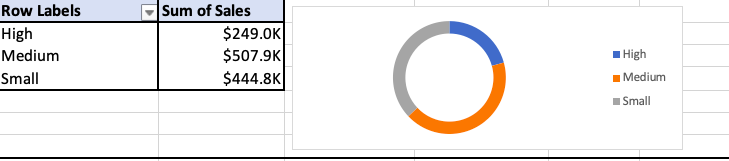 Row Labels Sum of Sales
High $249.0K
Medium $507.9K
Small $444.8K
High
Medium
Small